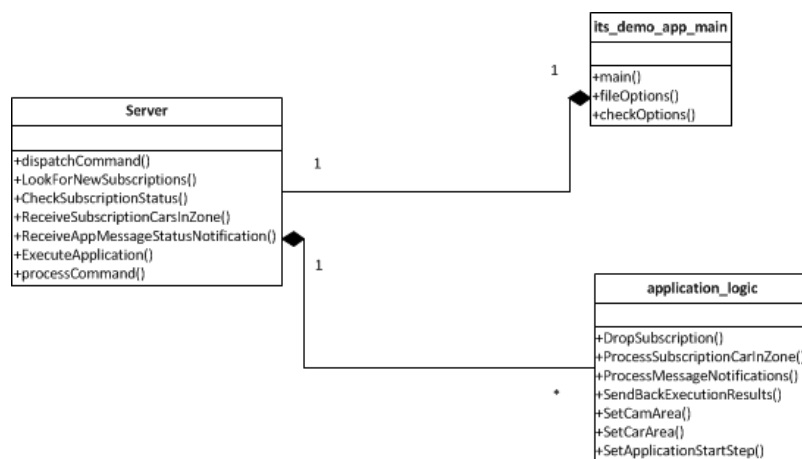 its_demo_app_main
+main()
+fileOptions()
+checkOptions()
1
Server
+dispatchCommand()
+LookForNewSubscriptions()
+CheckSubscriptionStatus()
+ReceiveSubscriptionCarsInZone()
+ReceiveAppMessageStatusNotification()
+ExecuteApplication()
+processCommand()
1
1
application_logic
+DropSubscription()
+ProcessSubscriptionCarInZone()
+ProcessMessageNotifications()
+SendBackExecutionResults()
+SetCamArea()
+SetCarArea()
+SetApplicationStartStep()
*